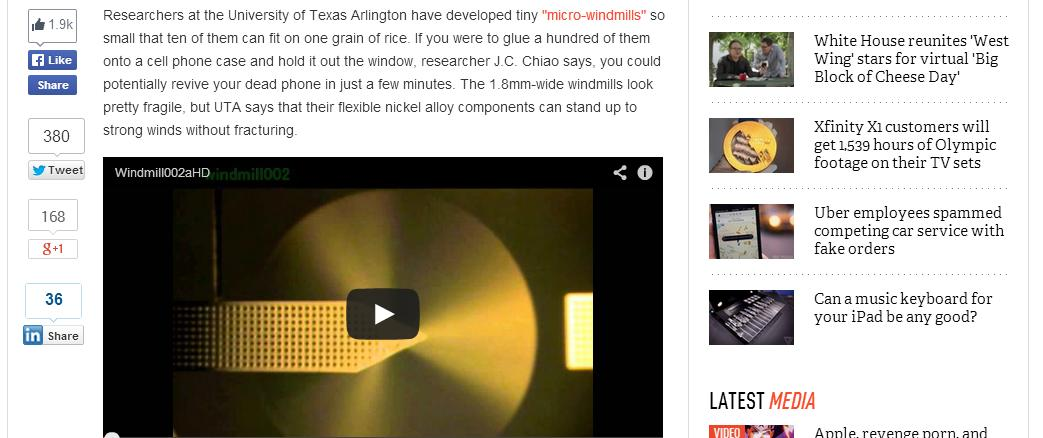 1.9k
Like
Share
380
Tweet
168
g+1
36
in Share
Researchers at the University of Texas Arlington have developed tiny "micro-windmills" so
small that ten of them can fit on one grain of rice. If you were to glue a hundred of them
onto a cell phone case and hold it out the window, researcher J.C. Chiao says, you could
potentially revive your dead phone in just a few minutes. The 1.8mm-wide windmills look
pretty fragile, but UTA says that their flexible nickel alloy components can stand up to
strong winds without fracturing.
Windmill002aHD
windmill002
White House reunites 'West
Wing' stars for virtual 'Big
Block of Cheese Day'
Xfinity X1 customers will
get 1,539 hours of Olympic
footage on their TV sets
Uber employees spammed
competing car service with
fake orders
Can a music keyboard for
your iPad be any good?
LATEST MEDIA
VIDEO
Apple, revenge porn, and